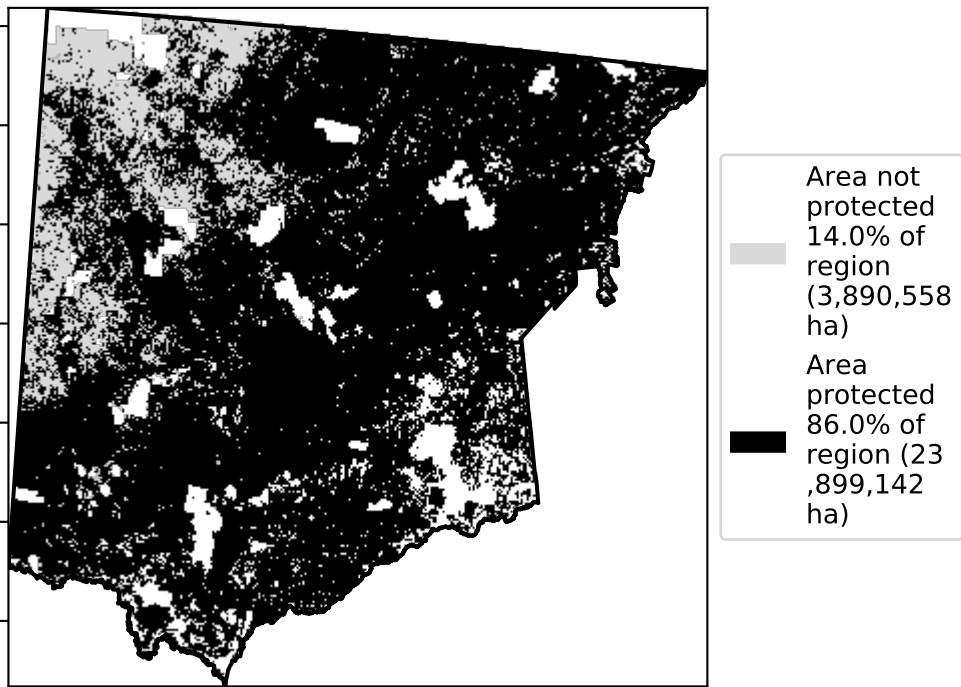 Area not
protected
14.0% of
region
(3,890,558
ha)
Area
protected
86.0% of
region (23
,899,142
ha)